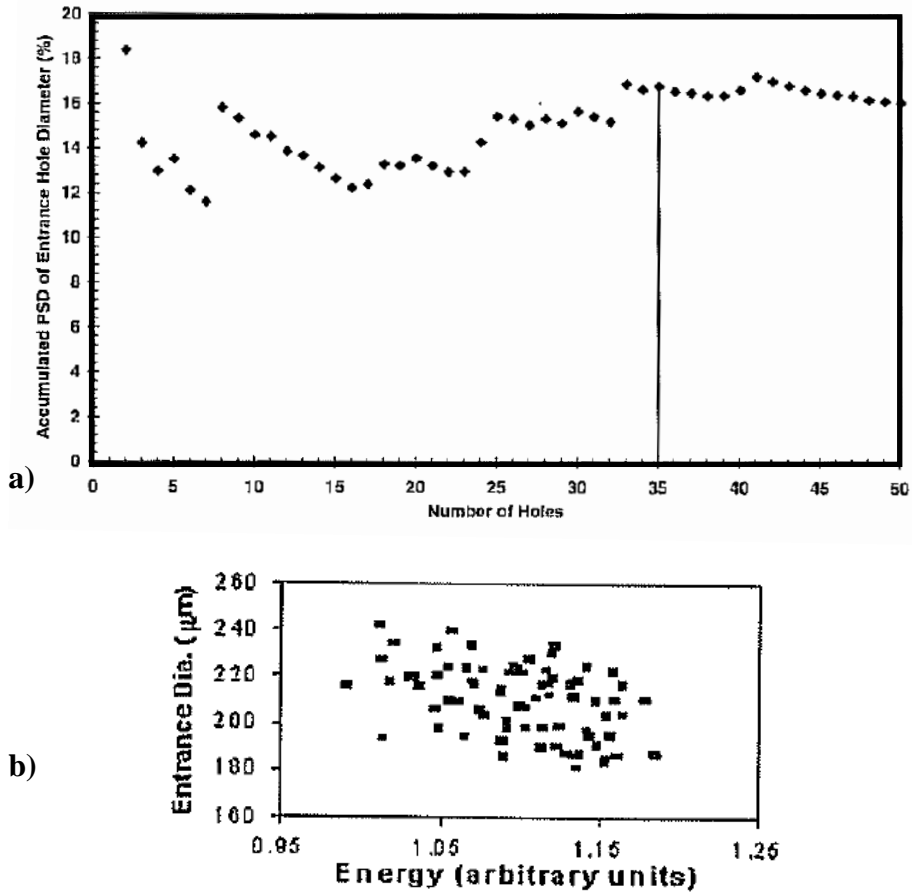 20
18
16
14
12
10
8
6
4
2
0
Accumulated PSD of Entrance Hole Diameter (%)
a)
0 5 10 15 20 25 30 35 40 45 50
Number of Holes
260
240
220
200
180
160
Entrance Dia. (μm)
b)
0.95 1.05 1.15 1.25
Energy (arbitrary units)